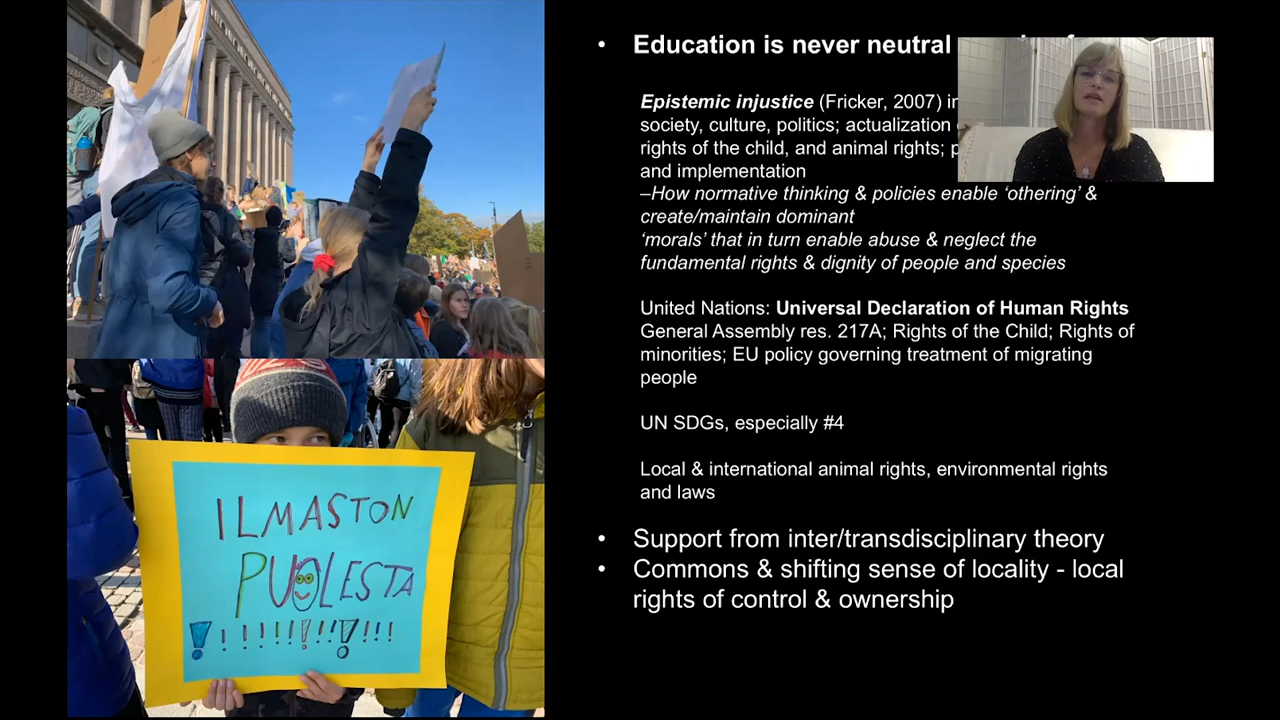 • Education is never neutral
Epistemic injustice (Fricker, 2007)
society, culture, politics; actualization
rights of the child, and animal rights;
and implementation
–How normative thinking & policies enable ‘othering’ &
create/maintain dominant
‘morals’ that in turn enable abuse & neglect the
fundamental rights & dignity of people and species
United Nations: Universal Declaration of Human Rights
General Assembly res. 217A; Rights of the Child; Rights of
minorities; EU policy governing treatment of migrating
people
UN SDGs, especially #4
Local & international animal rights, environmental rights
and laws
• Support from inter/transdisciplinary theory
• Commons & shifting sense of locality - local
rights of control & ownership
ILMASTON
PUOLESTA
!!!!!!!!!!!!